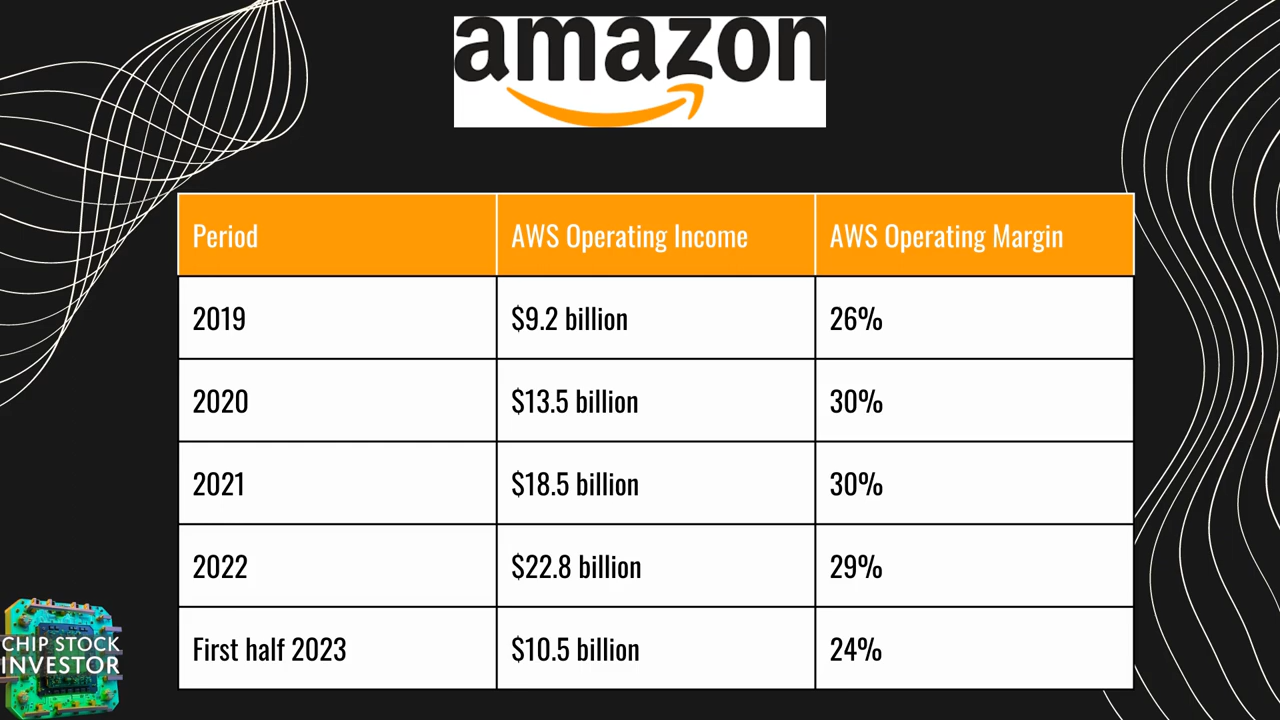 amazon
Period AWS Operating Income AWS Operating Margin
2019 $9.2 billion 26%
2020 $13.5 billion 30%
2021 $18.5 billion 30%
2022 $22.8 billion 29%
First half 2023 $10.5 billion 24%
CHIP STOCK
INVESTOR